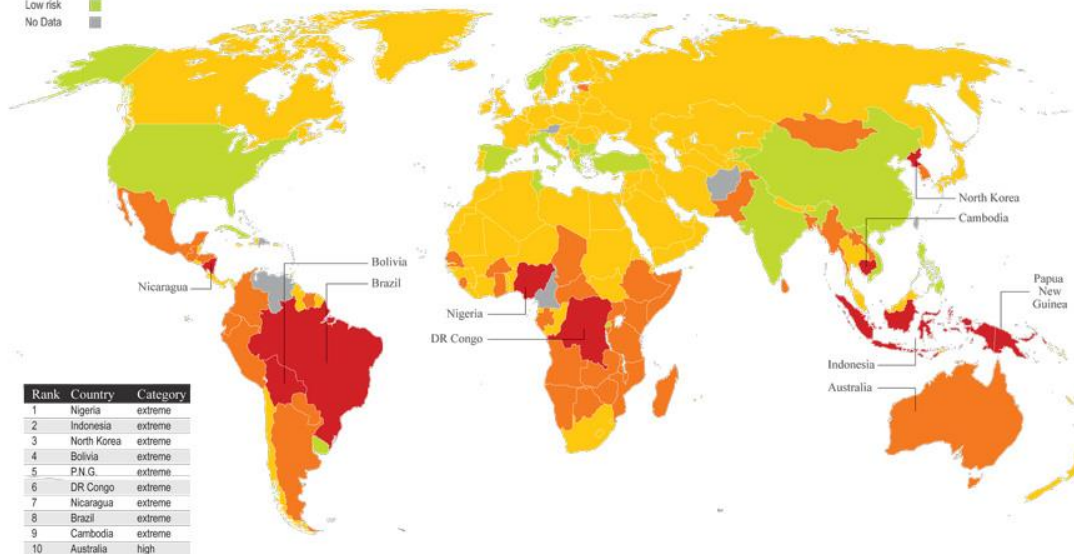 Low risk
No Data
North Korea
Cambodia
Bolivia
Brazil
Nicaragua
Papua
New
Guinea
Nigeria
DR Congo
Indonesia
Australia
Rank Country Category
1 Nigeria extreme
2 Indonesia extreme
3 North Korea extreme
4 Bolivia extreme
5 P.N.G. extreme
6 DR Congo extreme
7 Nicaragua extreme
8 Brazil extreme
9 Cambodia extreme
10 Australia high